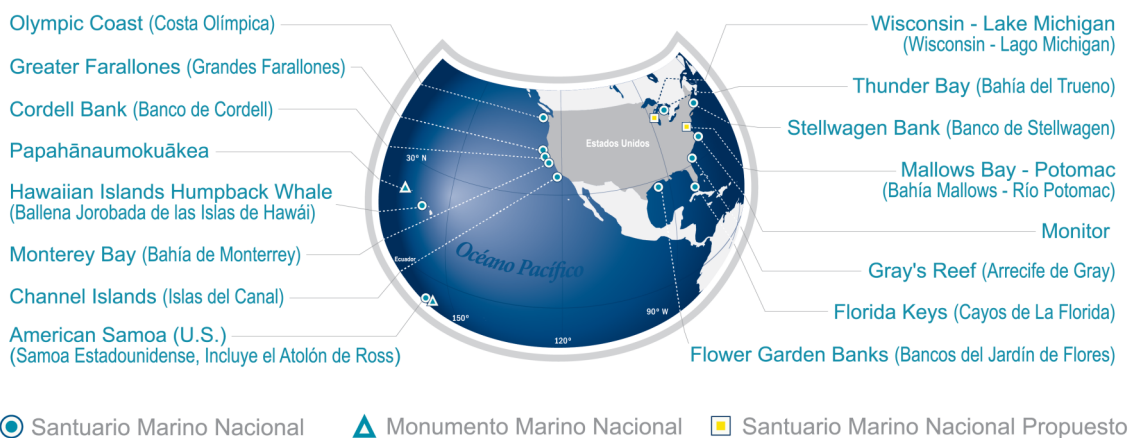 Olympic Coast (Costa Olímpica)
Greater Farallones (Grandes Farallones)
Cordell Bank (Banco de Cordell)
Papahānaumokuākea
Hawaiian Islands Humpback Whale
(Ballena Jorobada de las Islas de Hawái)
Monterey Bay (Bahía de Monterrey)
Channel Islands (Islas del Canal)
American Samoa (U.S.)
(Samoa Estadounidense, Incluye el Atolón de Ross)
30° N
Ecuador
150°
120°
90° W
Océano Pacífico
Estados Unidos
Wisconsin - Lake Michigan
(Wisconsin - Lago Michigan)
Thunder Bay (Bahía del Trueno)
Stellwagen Bank (Banco de Stellwagen)
Mallows Bay - Potomac
(Bahía Mallows - Río Potomac)
Monitor
Gray's Reef (Arrecife de Gray)
Florida Keys (Cayos de La Florida)
Flower Garden Banks (Bancos del Jardín de Flores)
Santuario Marino Nacional
Monumento Marino Nacional
Santuario Marino Nacional Propuesto